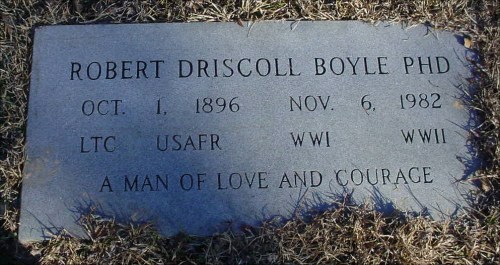 ROBERT DRISCOLL BOYLE PHD
OCT. 1, 1896 NOV. 6, 1982
LTC USAFR WWI WWII
A MAN OF LOVE AND COURAGE